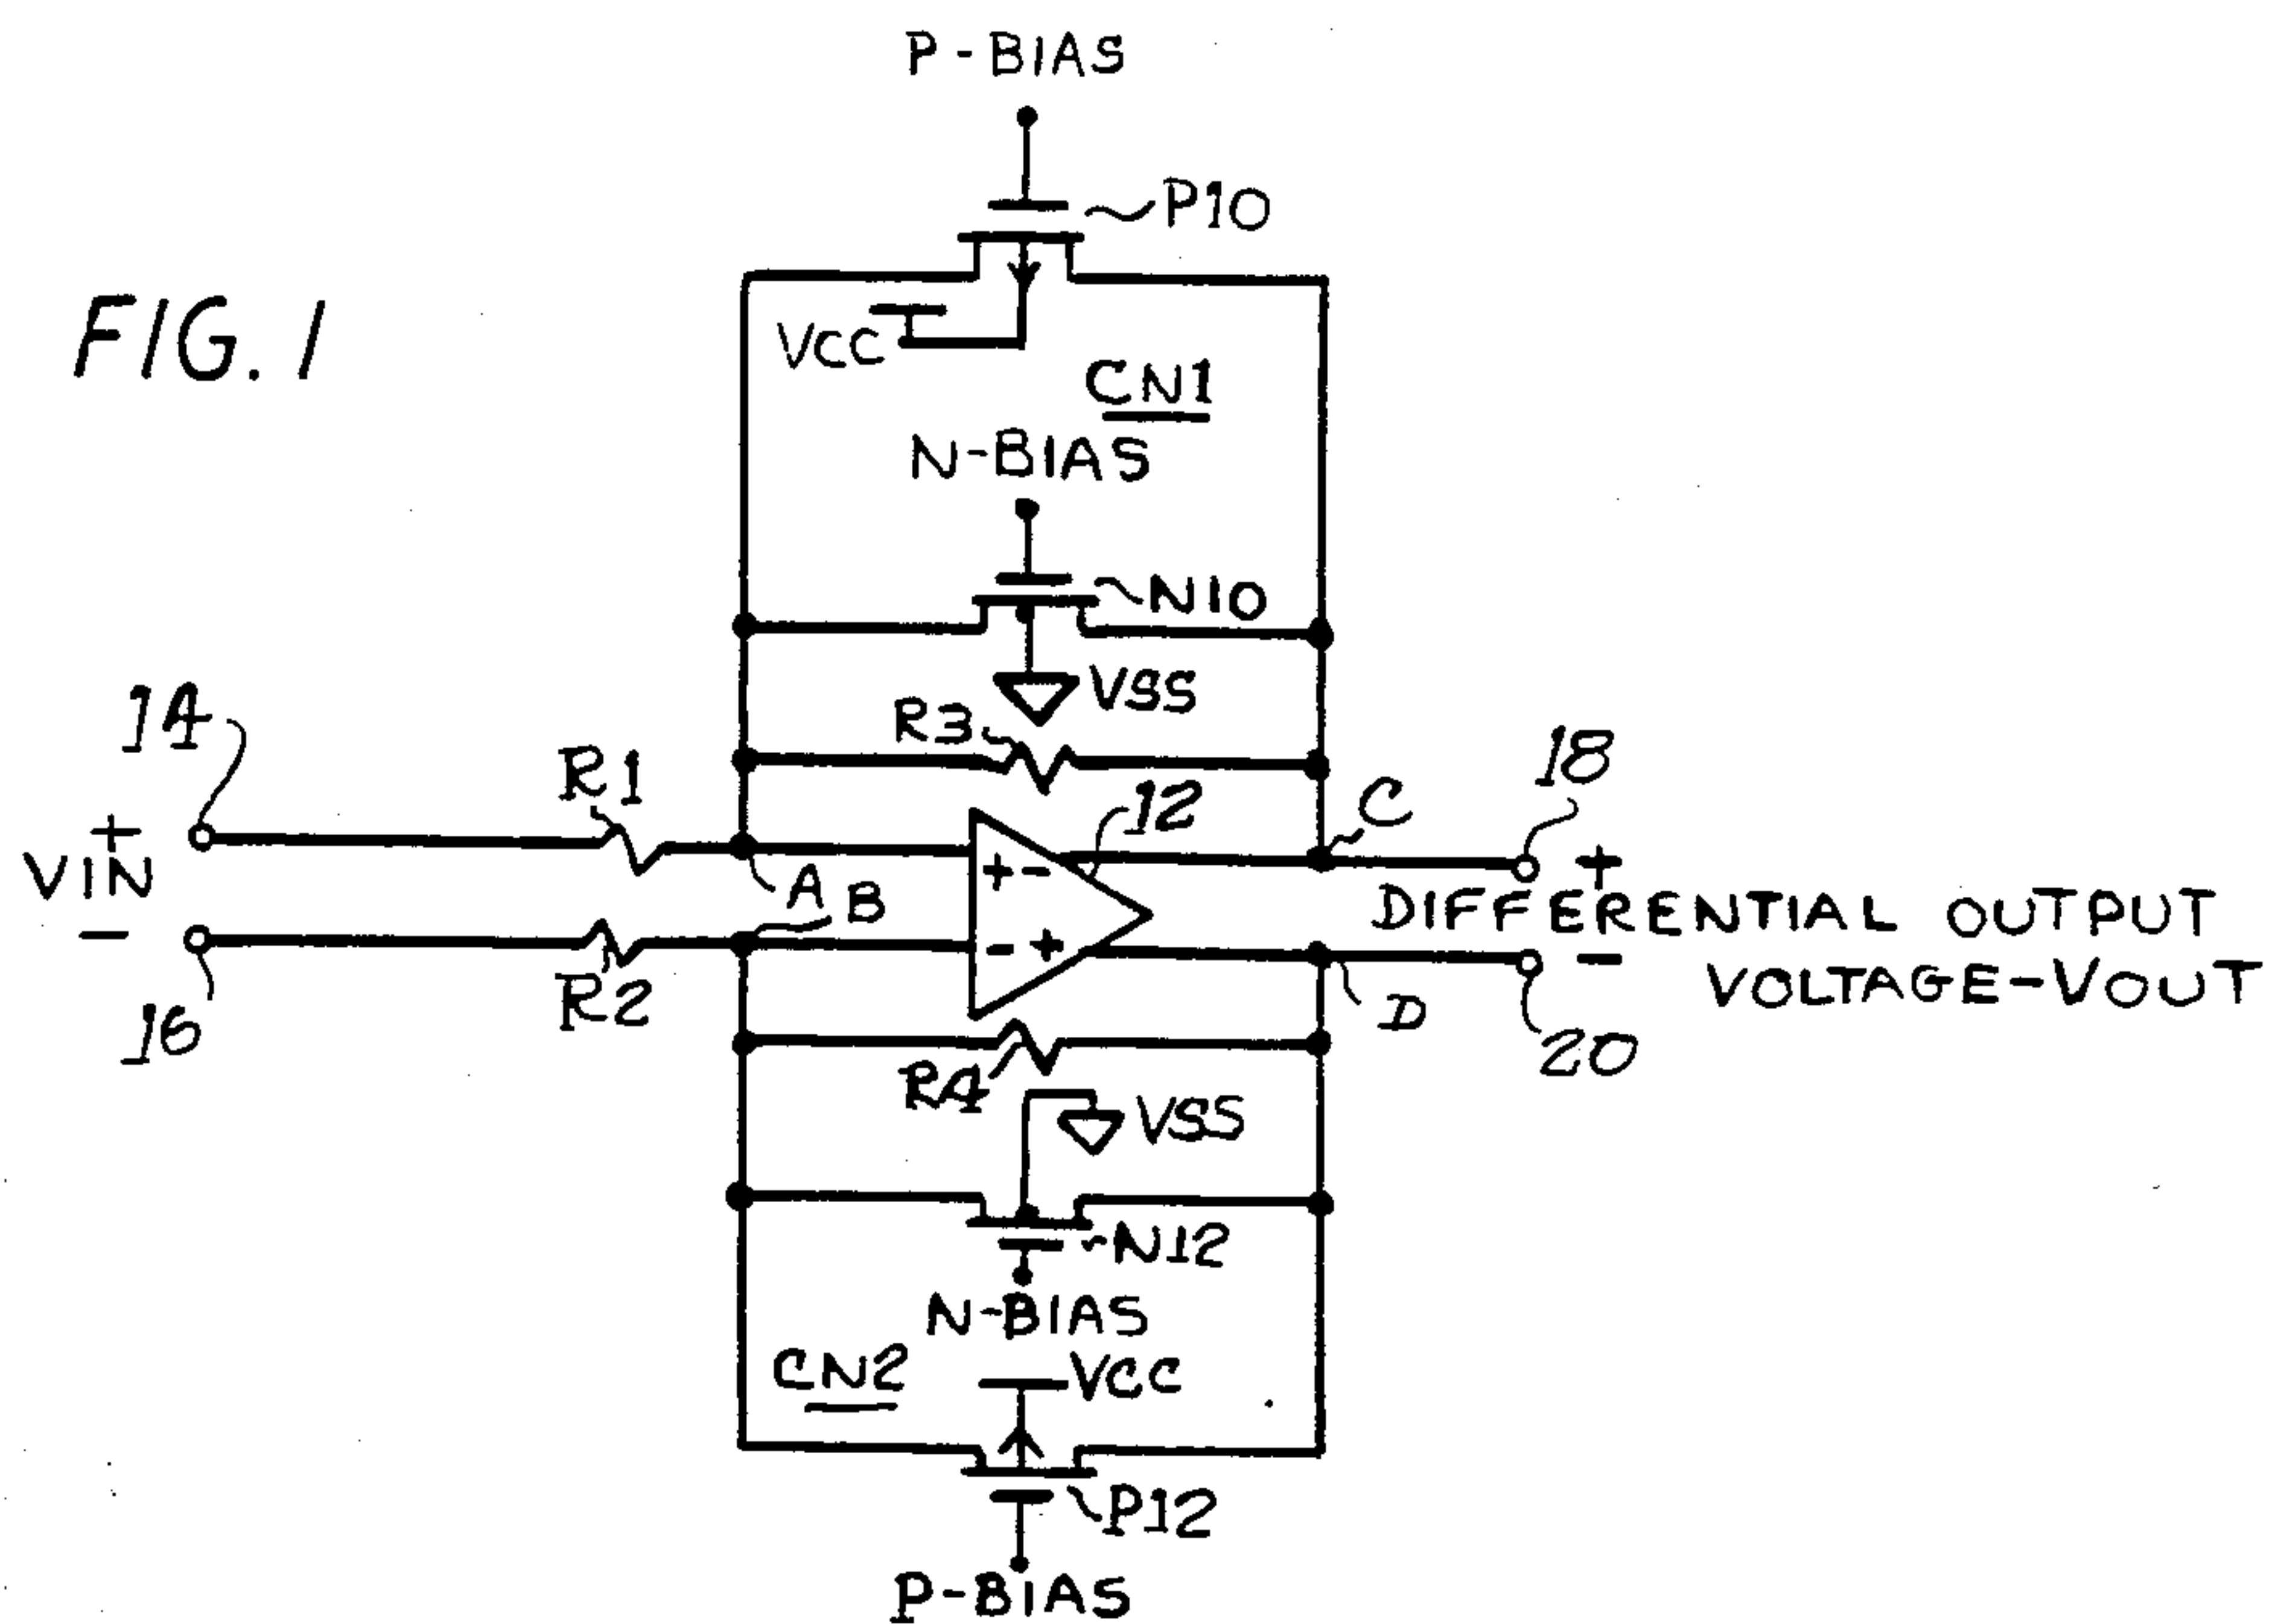 P-BIAS
P10
FIG. 1
VCC
CN1
N-BIAS
N10
VSS
R3
14
R1
12
C
18
+
VIN
-
+ -
- +
A
B
+
DIFFERENTIAL OUTPUT
-
VOLTAGE-VOUT
16
R2
D
20
R4
VSS
N12
N-BIAS
CN2
VCC
P12
P-BIAS